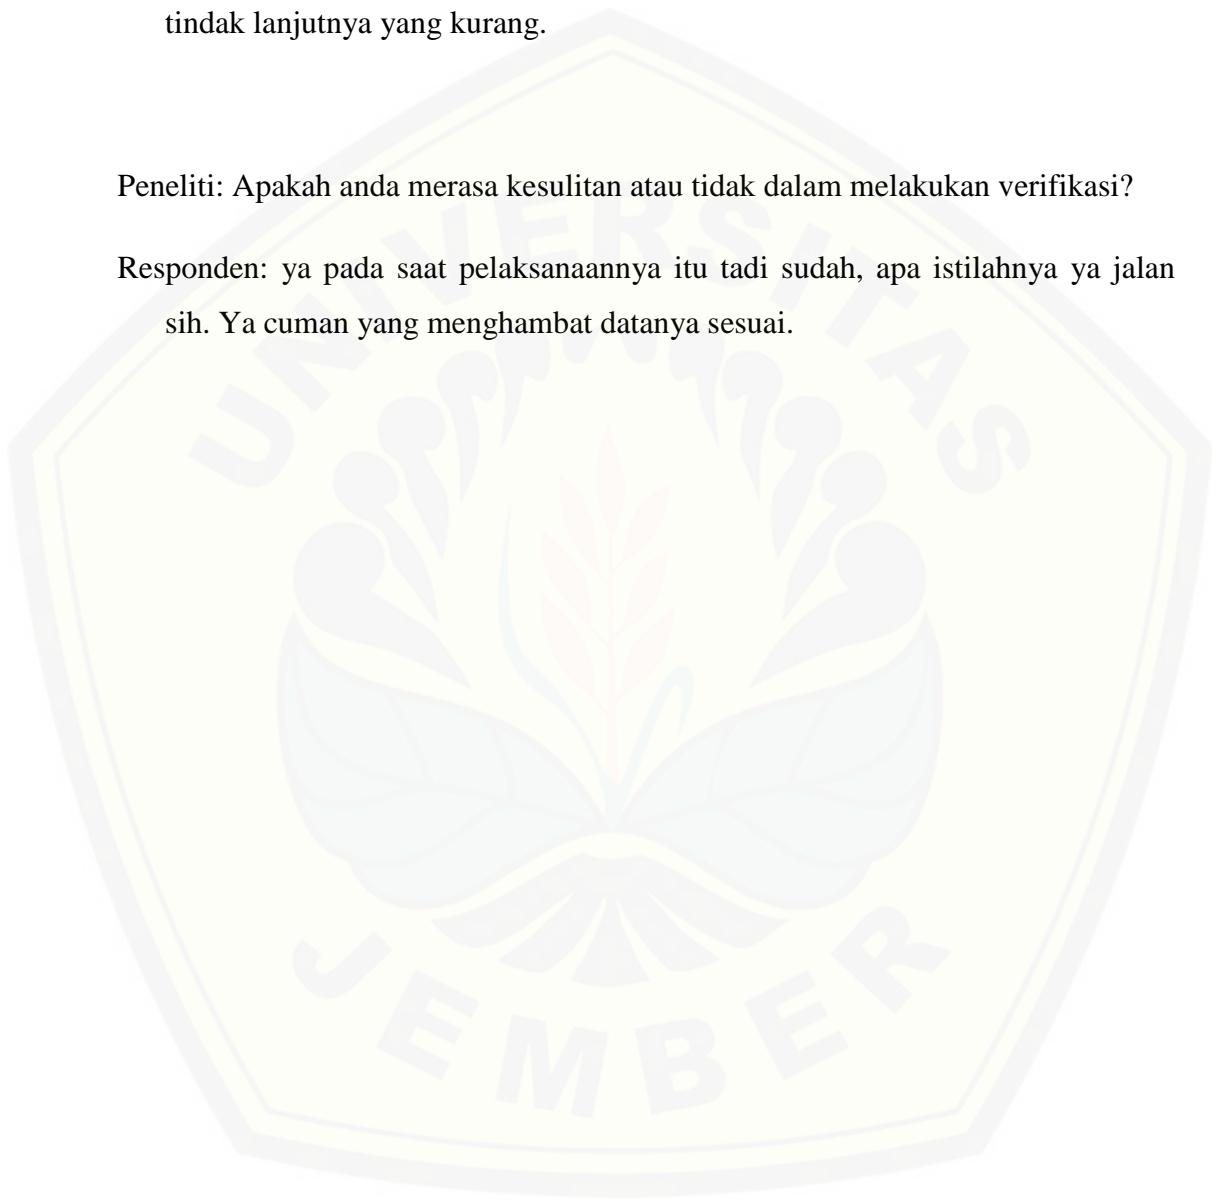 tindak lanjutnya yang kurang.
Peneliti: Apakah anda merasa kesulitan atau tidak dalam melakukan verifikasi?
Responden: ya pada saat pelaksanaannya itu tadi sudah, apa istilahnya ya jalan
sih. Ya cuman yang menghambat datanya sesuai.
UNIVERSITAS
JEMBER